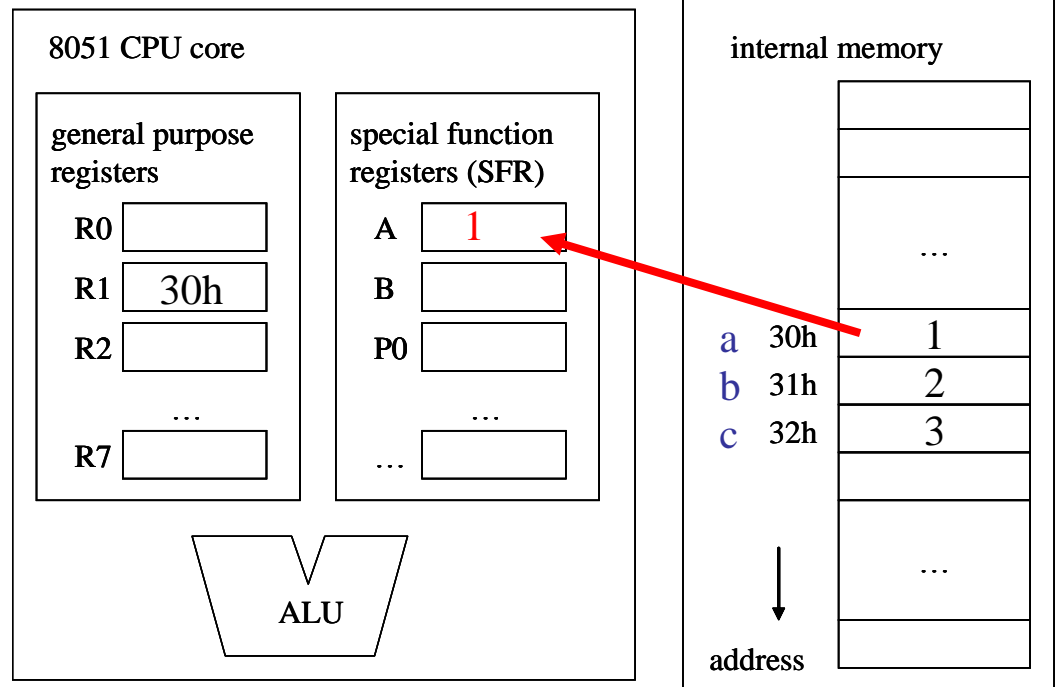 8051 CPU core
general purpose
registers
R0
R1 30h
R2
...
R7
special function
registers (SFR)
A 1
B
P0
...
...
ALU
internal memory
...
a 30h 1
b 31h 2
c 32h 3
...
address